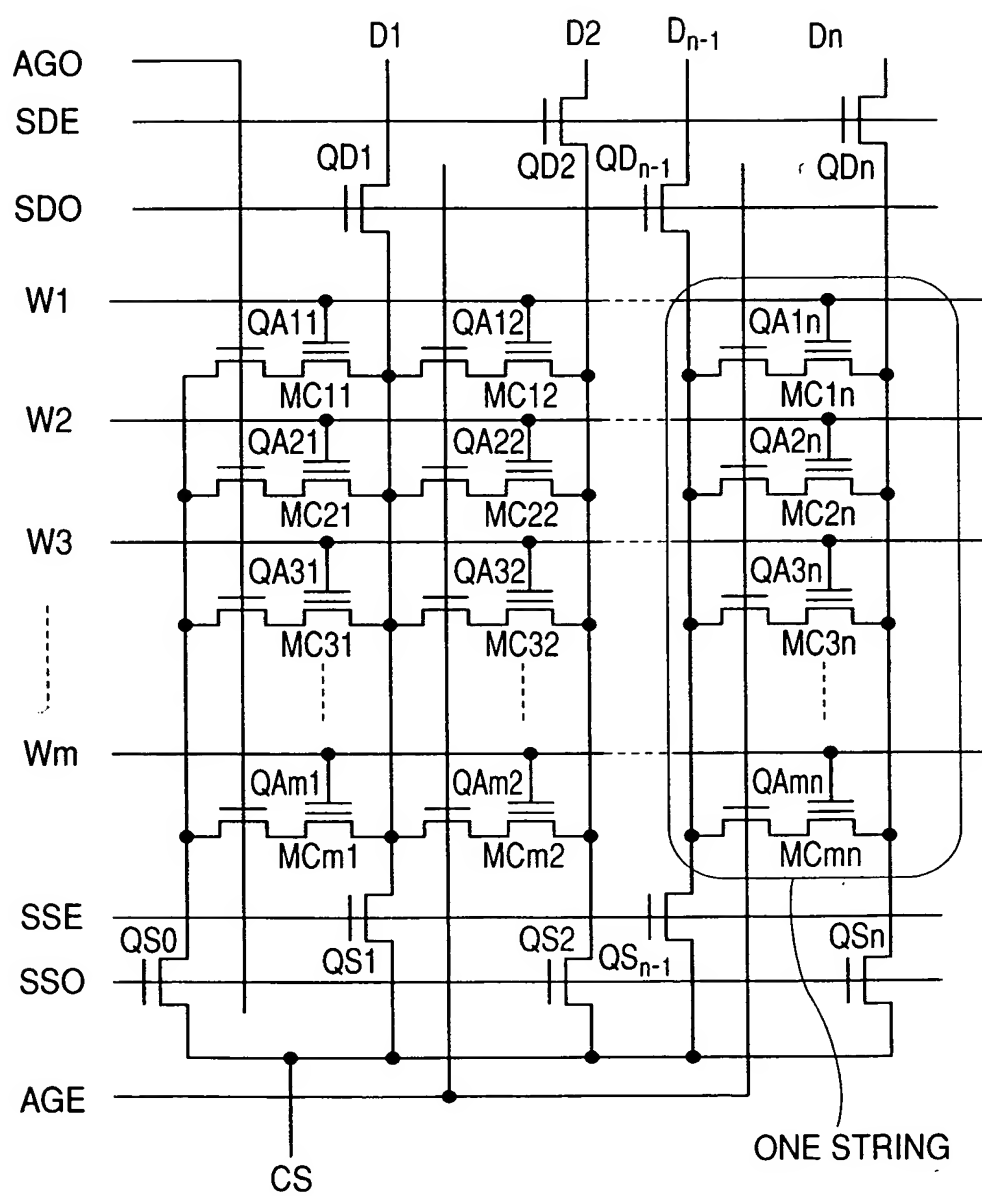 D1 D2 Dn-1 Dn
AGO
SDE
QD1 QD2 QDn-1 QDn
SDO
W1
QA11 QA12 QA1n
MC11 MC12 MC1n
W2
QA21 QA22 QA2n
MC21 MC22 MC2n
W3
QA31 QA32 QA3n
MC31 MC32 MC3n
Wm
QAm1 QAm2 QAmn
MCm1 MCm2 MCmn
SSE
QS0 QS1 QS2 QSn-1 QSn
SSO
AGE
ONE STRING
CS